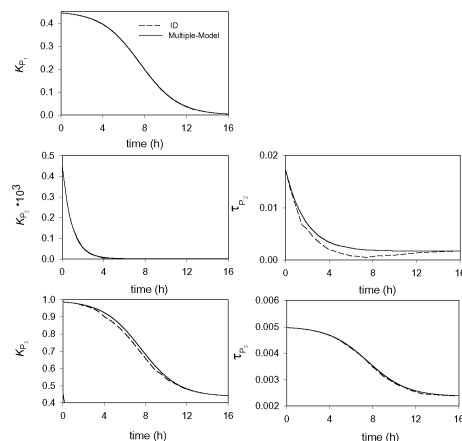 0.4
0.3
0.2
0.1
0.0
K_P₁
ID
Multiple-Model
0 4 8 12 16
time (h)
0.5
0.4
0.3
0.2
0.1
0.0
K_P₂ *10³
0 4 8 12 16
time (h)
0.02
0.01
0.00
τ_P₂
0 4 8 12 16
time (h)
1.0
0.9
0.8
0.7
0.6
0.5
0.4
K_P₃
0 4 8 12 16
time (h)
0.006
0.005
0.004
0.003
0.002
τ_P₃
0 4 8 12 16
time (h)